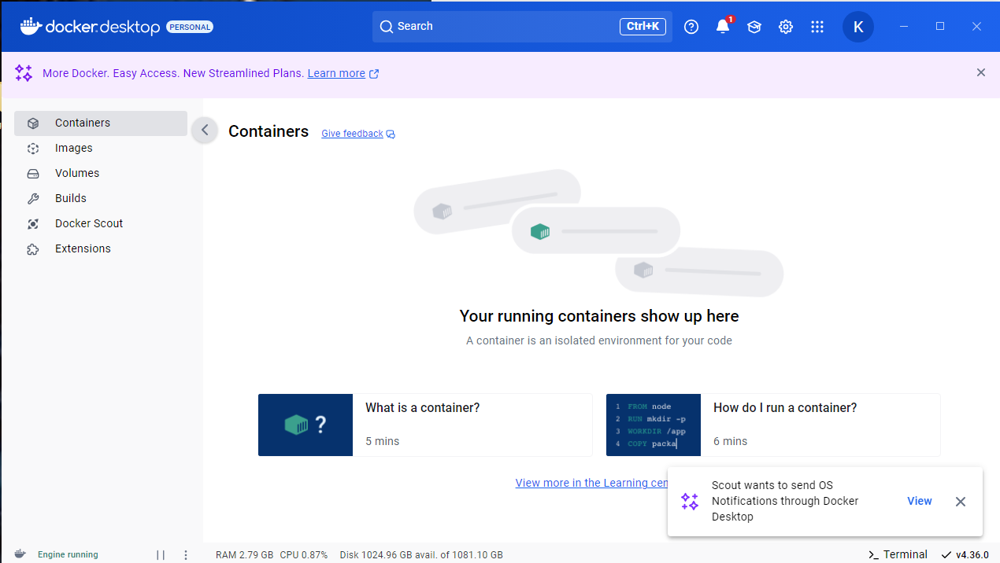 docker.desktop PERSONAL
Search
Ctrl+K
1
K
More Docker. Easy Access. New Streamlined Plans. Learn more
Containers
Images
Volumes
Builds
Docker Scout
Extensions
Containers
Give feedback
Your running containers show up here
A container is an isolated environment for your code
?
What is a container?
5 mins
1 FROM node
2 RUN mkdir -p
3 WORKDIR /app
4 COPY packa
How do I run a container?
6 mins
View more in the Learning cen
Scout wants to send OS
Notifications through Docker
Desktop
View
Engine running
RAM 2.79 GB CPU 0.87% Disk 1024.96 GB avail. of 1081.10 GB
>_ Terminal
v4.36.0